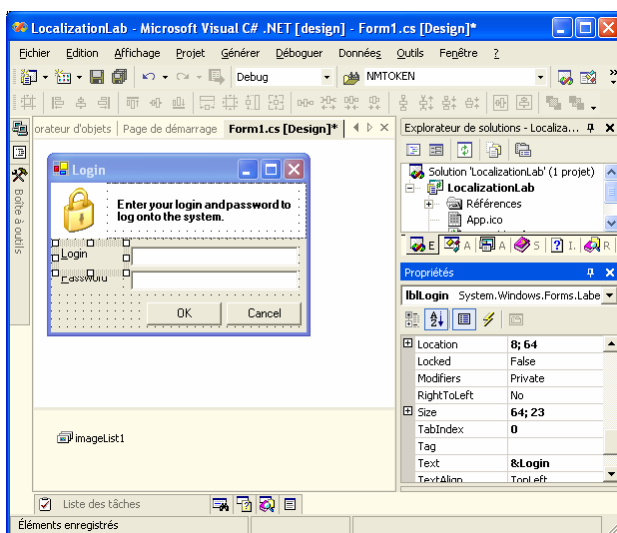 LocalizationLab - Microsoft Visual C# .NET [design] - Form1.cs [Design]*
Fichier Edition Affichage Projet Générer Déboguer Données Outils Fenêtre ?
Debug NMTOKEN
orateur d'objets Page de démarrage Form1.cs [Design]*
Boîte à outils
Login
Enter your login and password to
log onto the system.
Login
Password
OK Cancel
imageList1
Explorateur de solutions - Localiza...
Solution 'LocalizationLab' (1 projet)
LocalizationLab
Références
App.ico
E A A S I. R
Propriétés
lblLogin System.Windows.Forms.Labe
Location 8; 64
Locked False
Modifiers Private
RightToLeft No
Size 64; 23
TabIndex 0
Tag
Text &Login
TextAlign TopLeft
Liste des tâches
Éléments enregistrés